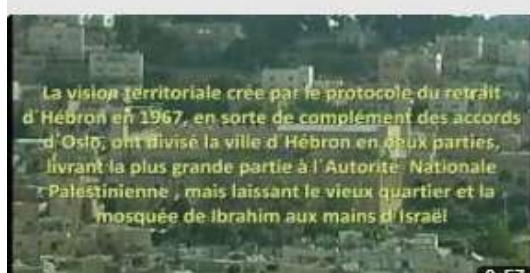 La vision territoriale crée par le protocole du retrait
d´Hébron en 1967, en sorte de complément des accords
d´Oslo, ont divisé la ville d´Hébron en deux parties,
livrant la plus grande partie à l´Autorité Nationale
Palestinienne , mais laissant le vieux quartier et la
mosquée de Ibrahim aux mains d´Israël